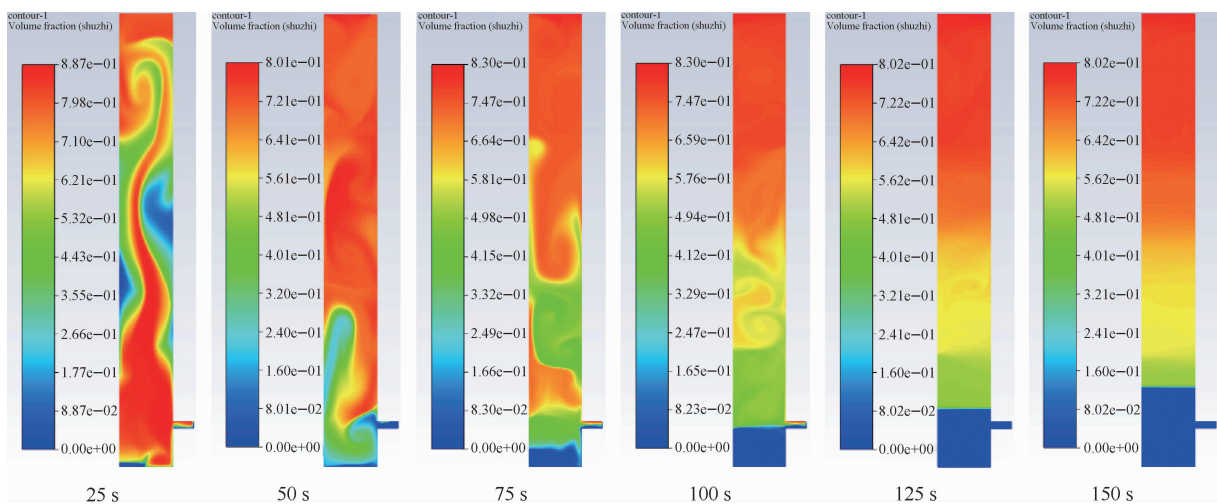 contour-1
Volume fraction (shuzhi)
8.87e−01
7.98e−01
7.10e−01
6.21e−01
5.32e−01
4.43e−01
3.55e−01
2.66e−01
1.77e−01
8.87e−02
0.00e+00
25 s
contour-1
Volume fraction (shuzhi)
8.01e−01
7.21e−01
6.41e−01
5.61e−01
4.81e−01
4.00e−01
3.20e−01
2.40e−01
1.60e−01
8.01e−02
0.00e+00
50 s
contour-1
Volume fraction (shuzhi)
8.30e−01
7.47e−01
6.64e−01
5.81e−01
4.98e−01
4.15e−01
3.32e−01
2.49e−01
1.66e−01
8.30e−02
0.00e+00
75 s
contour-1
Volume fraction (shuzhi)
8.30e−01
7.47e−01
6.59e−01
5.76e−01
4.94e−01
4.12e−01
3.29e−01
2.47e−01
1.65e−01
8.23e−02
0.00e+00
100 s
contour-1
Volume fraction (shuzhi)
8.02e−01
7.22e−01
6.42e−01
5.62e−01
4.81e−01
4.01e−01
3.21e−01
2.41e−01
1.61e−01
8.02e−02
0.00e+00
125 s
contour-1
Volume fraction (shuzhi)
8.02e−01
7.22e−01
6.42e−01
5.62e−01
4.81e−01
4.01e−01
3.21e−01
2.41e−01
1.60e−01
8.02e−02
0.00e+00
150 s